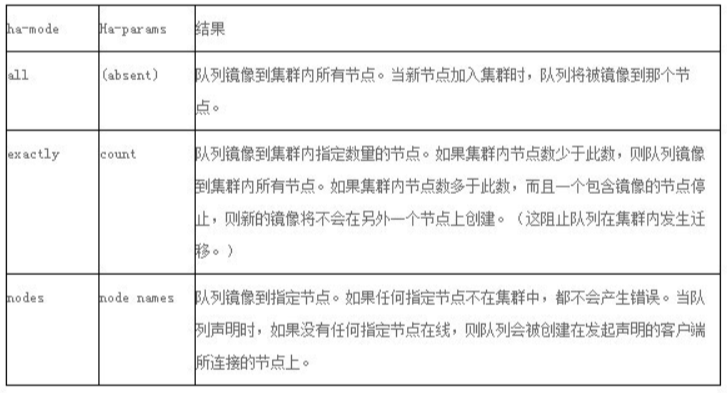 ha-mode Ha-params 结果
all (absent) 队列镜像到集群内所有节点。当新节点加入集群时，队列将被镜像到那个节
点。
exactly count 队列镜像到集群内指定数量的节点。如果集群内节点数少于此数，则队列镜像
到集群内所有节点。如果集群内节点数多于此数，而且一个包含镜像的节点停
止，则新的镜像将不会在另外一个节点上创建。（这阻止队列在集群内发生迁
移。）
nodes node names 队列镜像到指定节点。如果任何指定节点不在集群中，都不会产生错误。当队
列声明时，如果没有任何指定节点在线，则队列会被创建在发起声明的客户端
所连接的节点上。